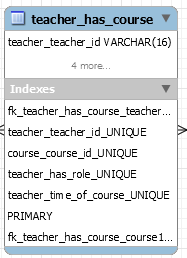 teacher_has_course
teacher_teacher_id VARCHAR(16)
4 more...
Indexes
fk_teacher_has_course_teacher...
teacher_teacher_id_UNIQUE
course_course_id_UNIQUE
teacher_has_role_UNIQUE
teacher_time_of_course_UNIQUE
PRIMARY
fk_teacher_has_course_course1...